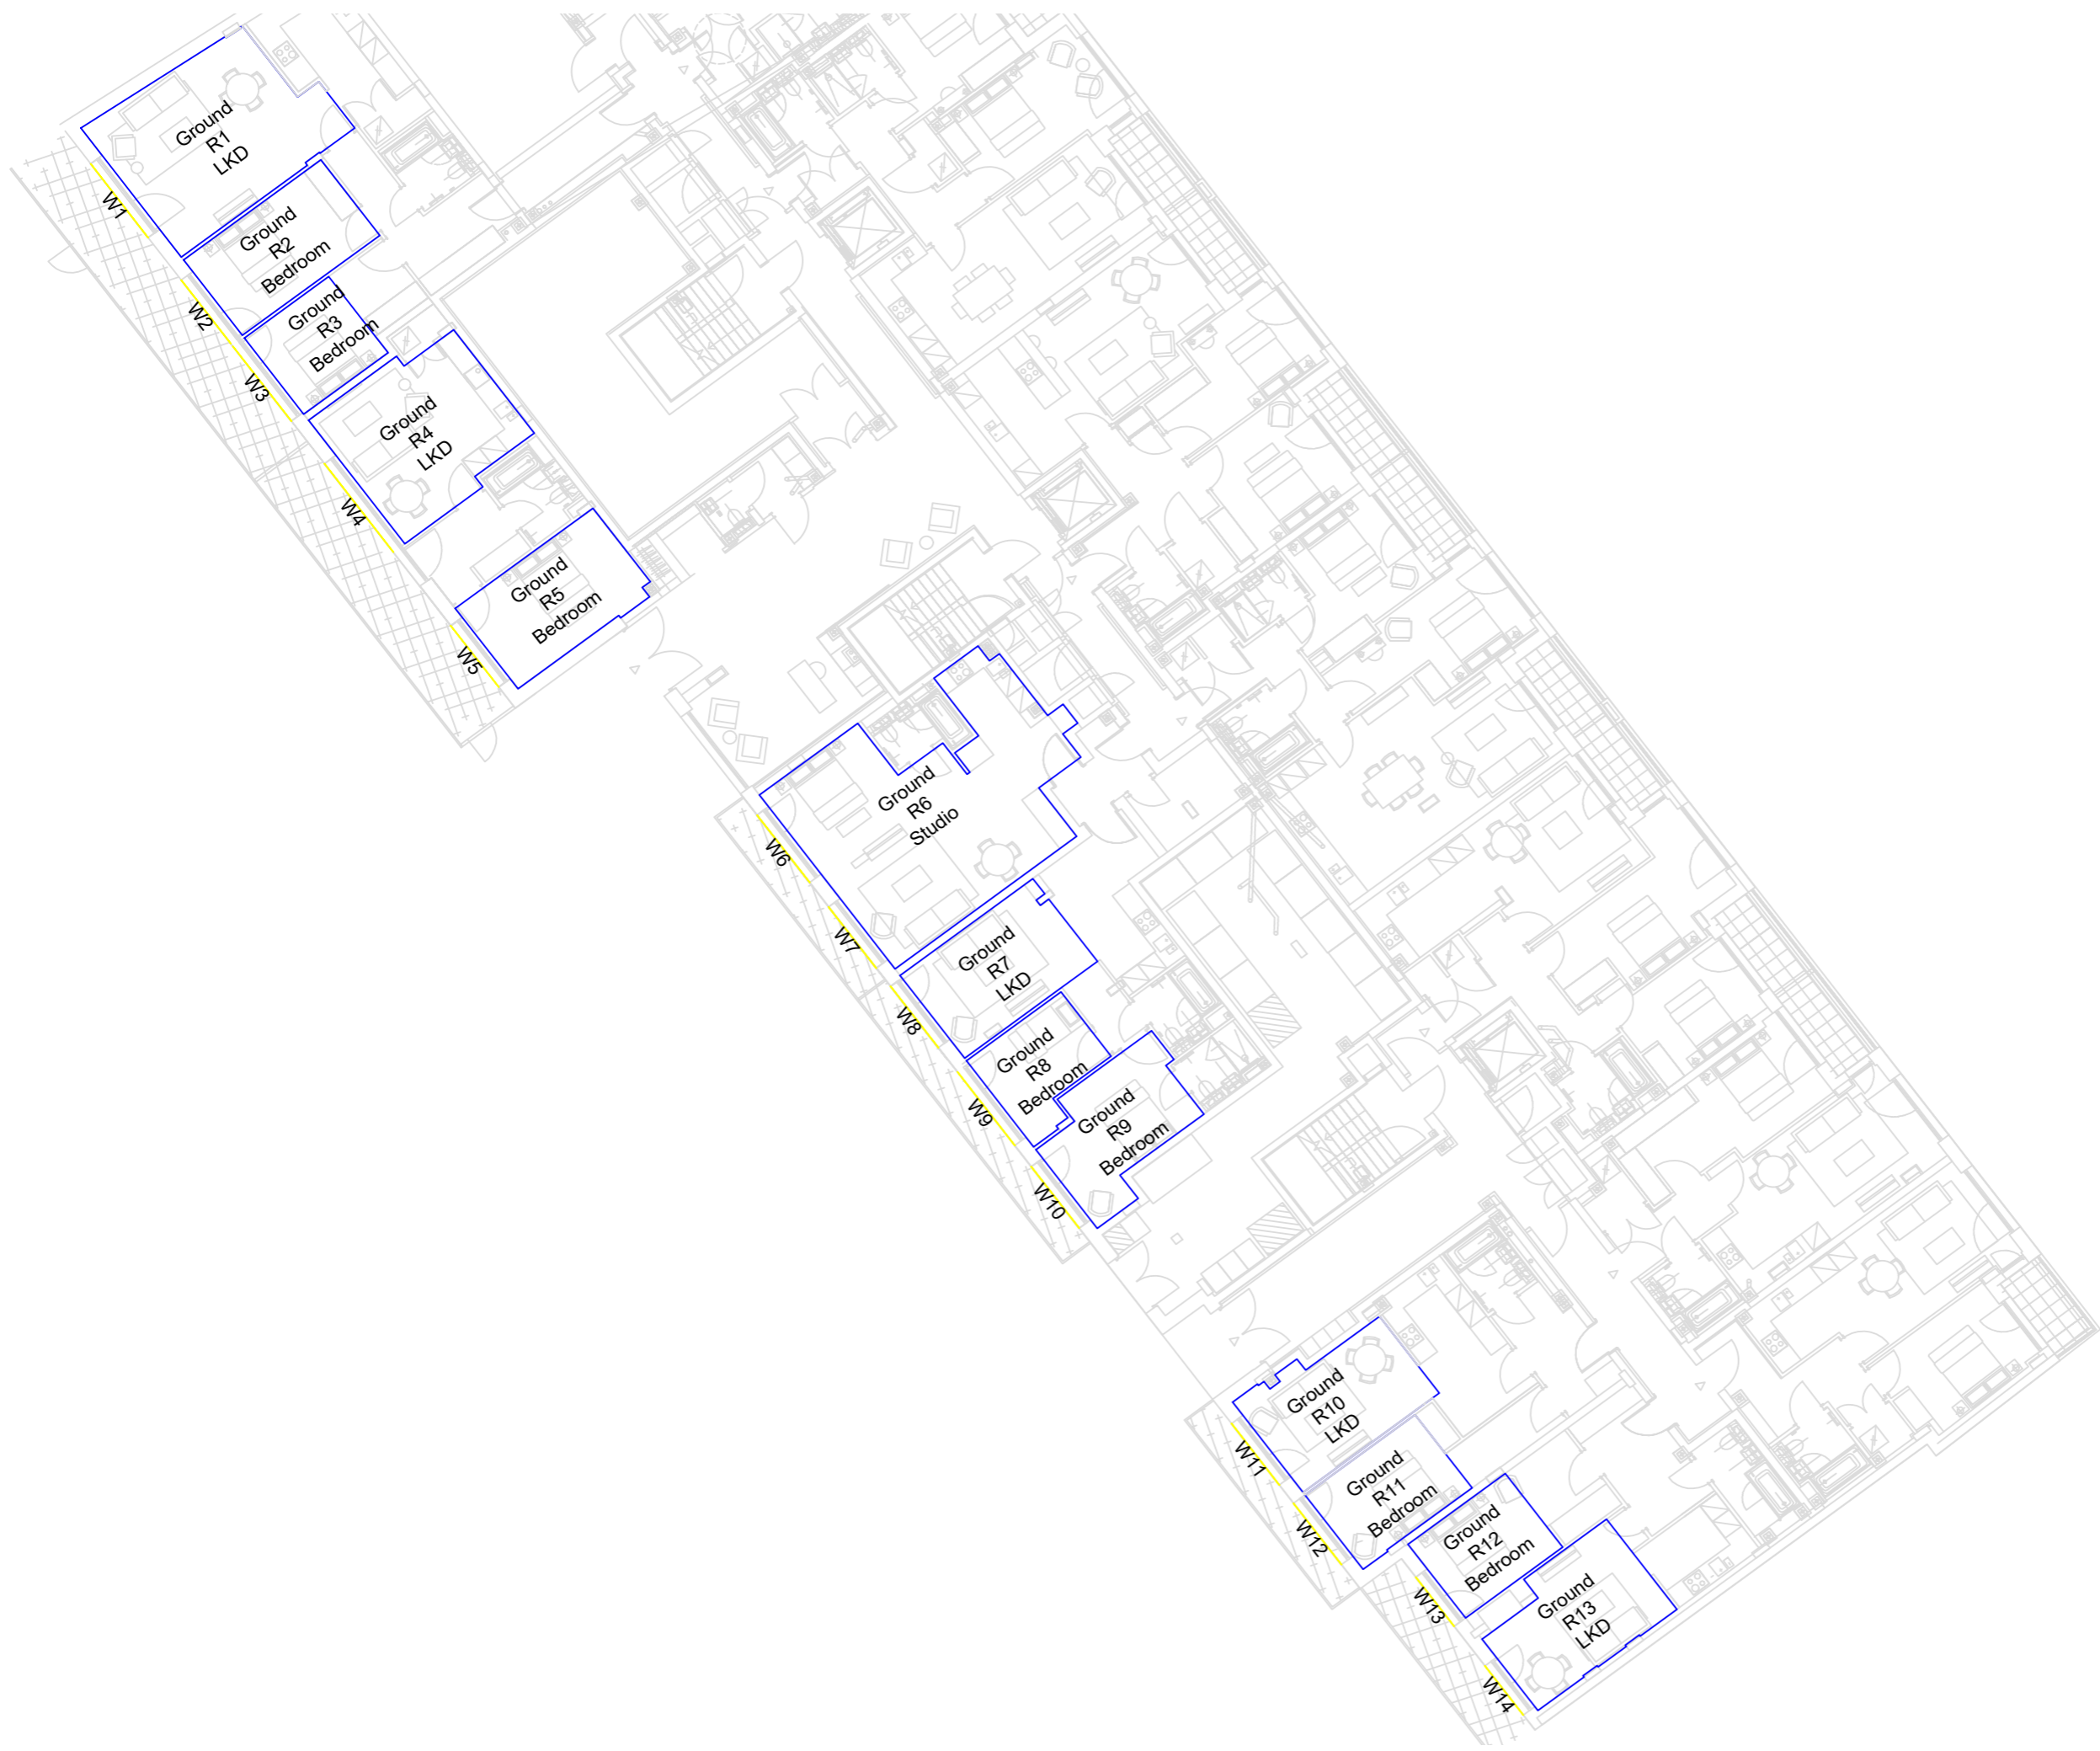 Ground
R1
LKD
W1
Ground
R2
Bedroom
W2
Ground
R3
Bedroom
W3
Ground
R4
LKD
W4
Ground
R5
Bedroom
W5
Ground
R6
Studio
W6
W7
Ground
R7
LKD
W8
Ground
R8
Bedroom
W9
Ground
R9
Bedroom
W10
Ground
R10
LKD
W11
Ground
R11
Bedroom
W12
Ground
R12
Bedroom
W13
Ground
R13
LKD
W14